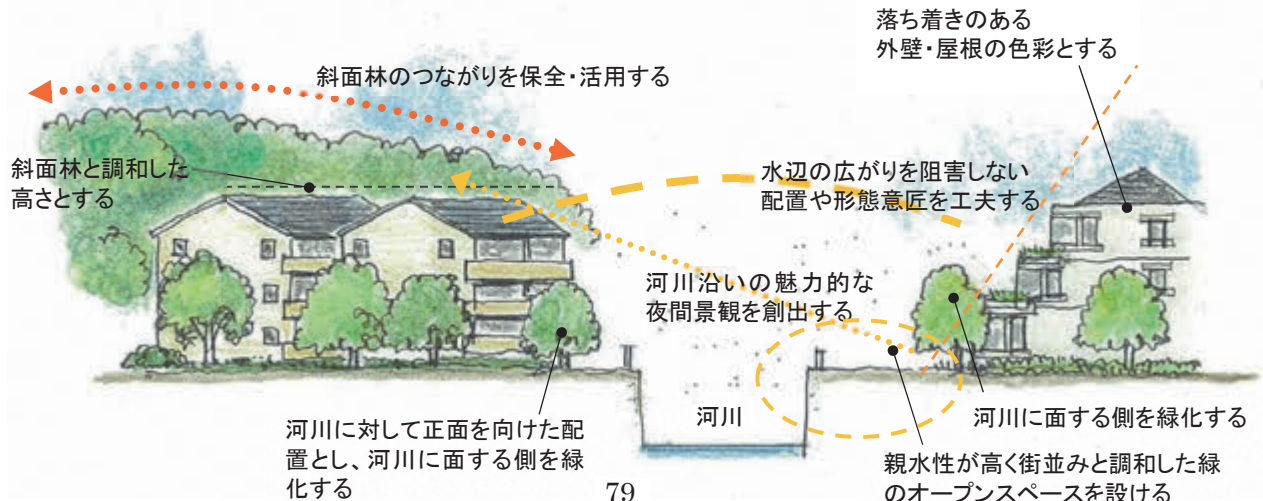 落ち着きのある
外壁・屋根の色彩とする
斜面林のつながりを保全・活用する
斜面林と調和した
高さとする
水辺の広がりを阻害しない
配置や形態意匠を工夫する
河川沿いの魅力的な
夜間景観を創出する
河川
河川に面する側を緑化する
河川に対して正面を向けた配
置とし、河川に面する側を緑
化する
親水性が高く街並みと調和した緑
のオープンスペースを設ける
79